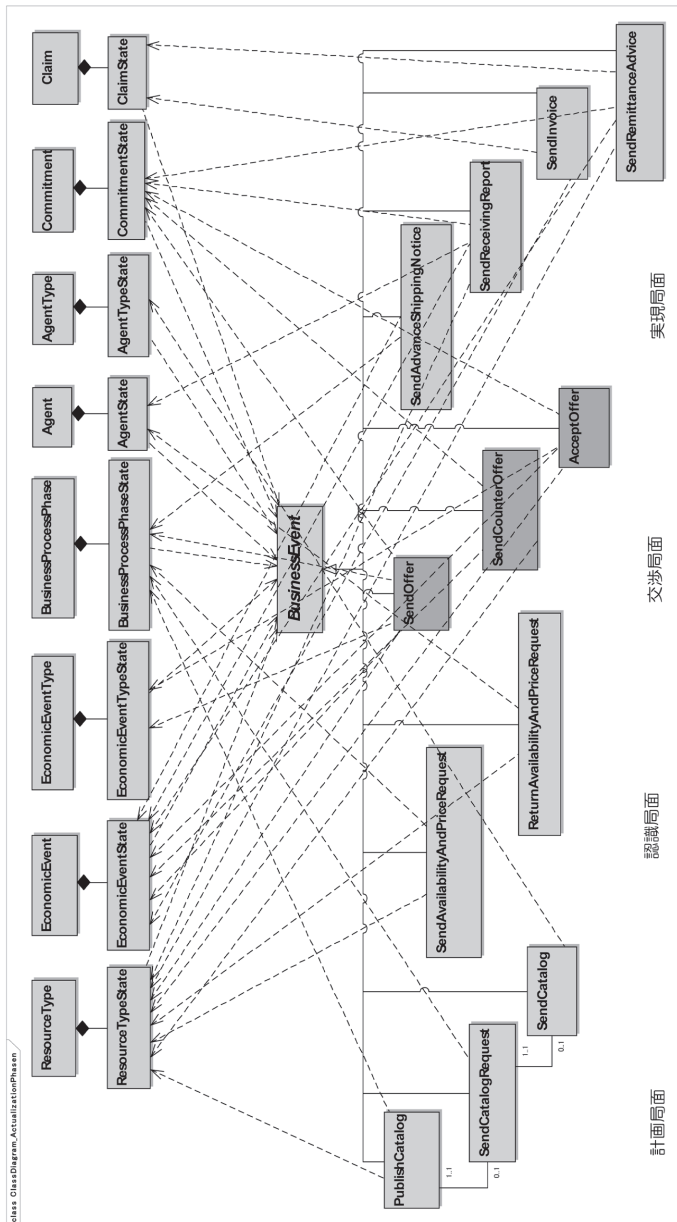 class ClassDiagram_ActualizationPhasen
ResourceType
EconomicEvent
EconomicEventType
BusinessProcessPhase
Agent
AgentType
Commitment
Claim
ResourceTypeState
EconomicEventState
EconomicEventTypeState
BusinessProcessPhaseState
AgentState
AgentTypeState
CommitmentState
ClaimState
BusinessEvent
PublishCatalog
SendCatalogRequest
SendCatalog
SendAvailabilityAndPriceRequest
ReturnAvailabilityAndPriceRequest
SendOffer
SendCounterOffer
AcceptOffer
SendAdvanceShippingNotice
SendReceivingReport
SendInvoice
SendRemittanceAdvice
1..1
0..1
1..1
0..1
計画局面
認識局面
交渉局面
実現局面